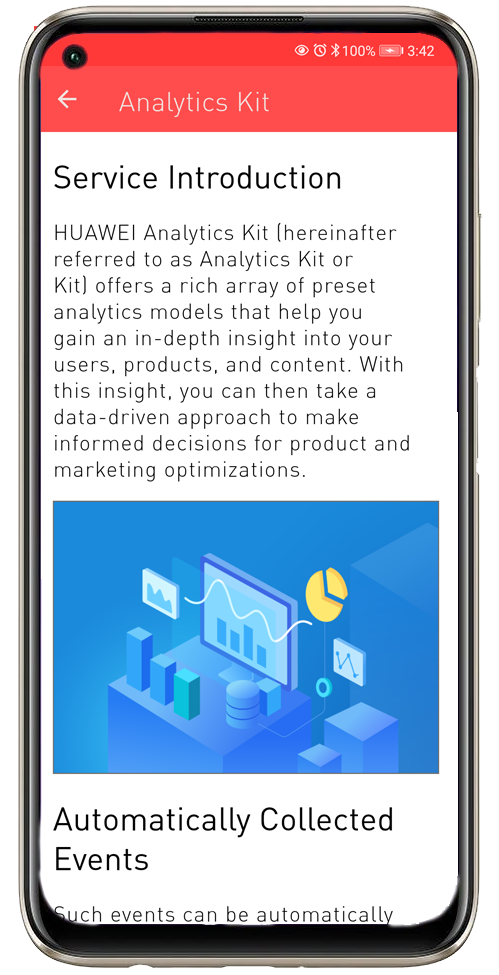 100% 3:42
Analytics Kit
Service Introduction
HUAWEI Analytics Kit (hereinafter
referred to as Analytics Kit or
Kit) offers a rich array of preset
analytics models that help you
gain an in-depth insight into your
users, products, and content. With
this insight, you can then take a
data-driven approach to make
informed decisions for product and
marketing optimizations.
Automatically Collected
Events
Such events can be automatically